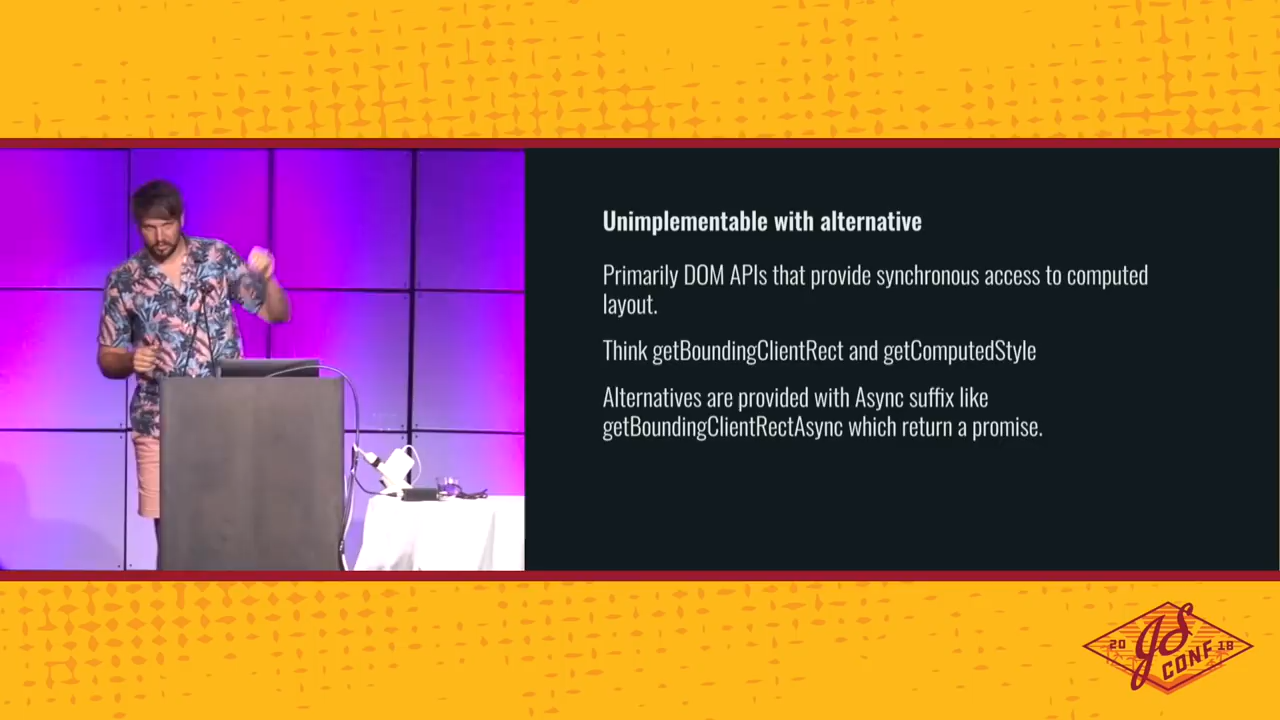 Unimplementable with alternative
Primarily DOM APIs that provide synchronous access to computed
layout.
Think getBoundingClientRect and getComputedStyle
Alternatives are provided with Async suffix like
getBoundingClientRectAsync which return a promise.
20 JS 18
CONF